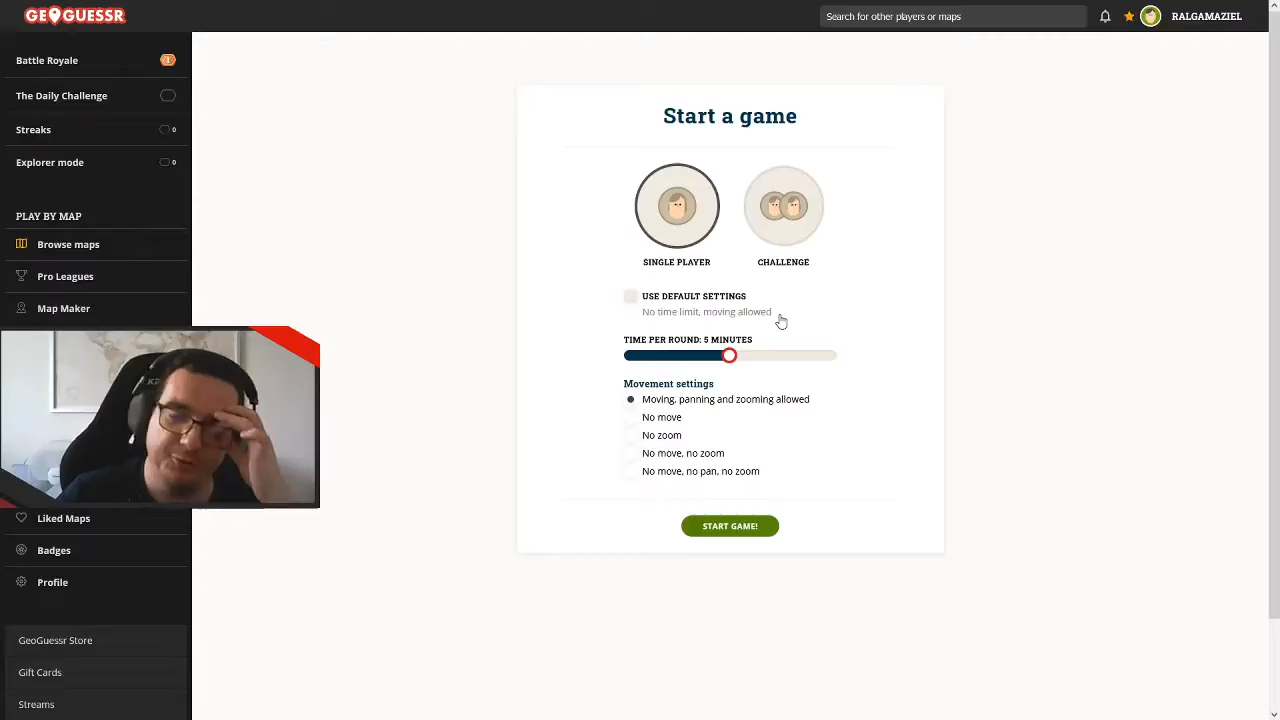 GEOGUESSR
Search for other players or maps
RALGAMAZIEL
Battle Royale
1
The Daily Challenge
Streaks
0
Explorer mode
0
PLAY BY MAP
Browse maps
Pro Leagues
Map Maker
Liked Maps
Badges
Profile
GeoGuessr Store
Gift Cards
Streams
Start a game
SINGLE PLAYER
CHALLENGE
USE DEFAULT SETTINGS
No time limit, moving allowed
TIME PER ROUND: 5 MINUTES
Movement settings
Moving, panning and zooming allowed
No move
No zoom
No move, no zoom
No move, no pan, no zoom
START GAME!